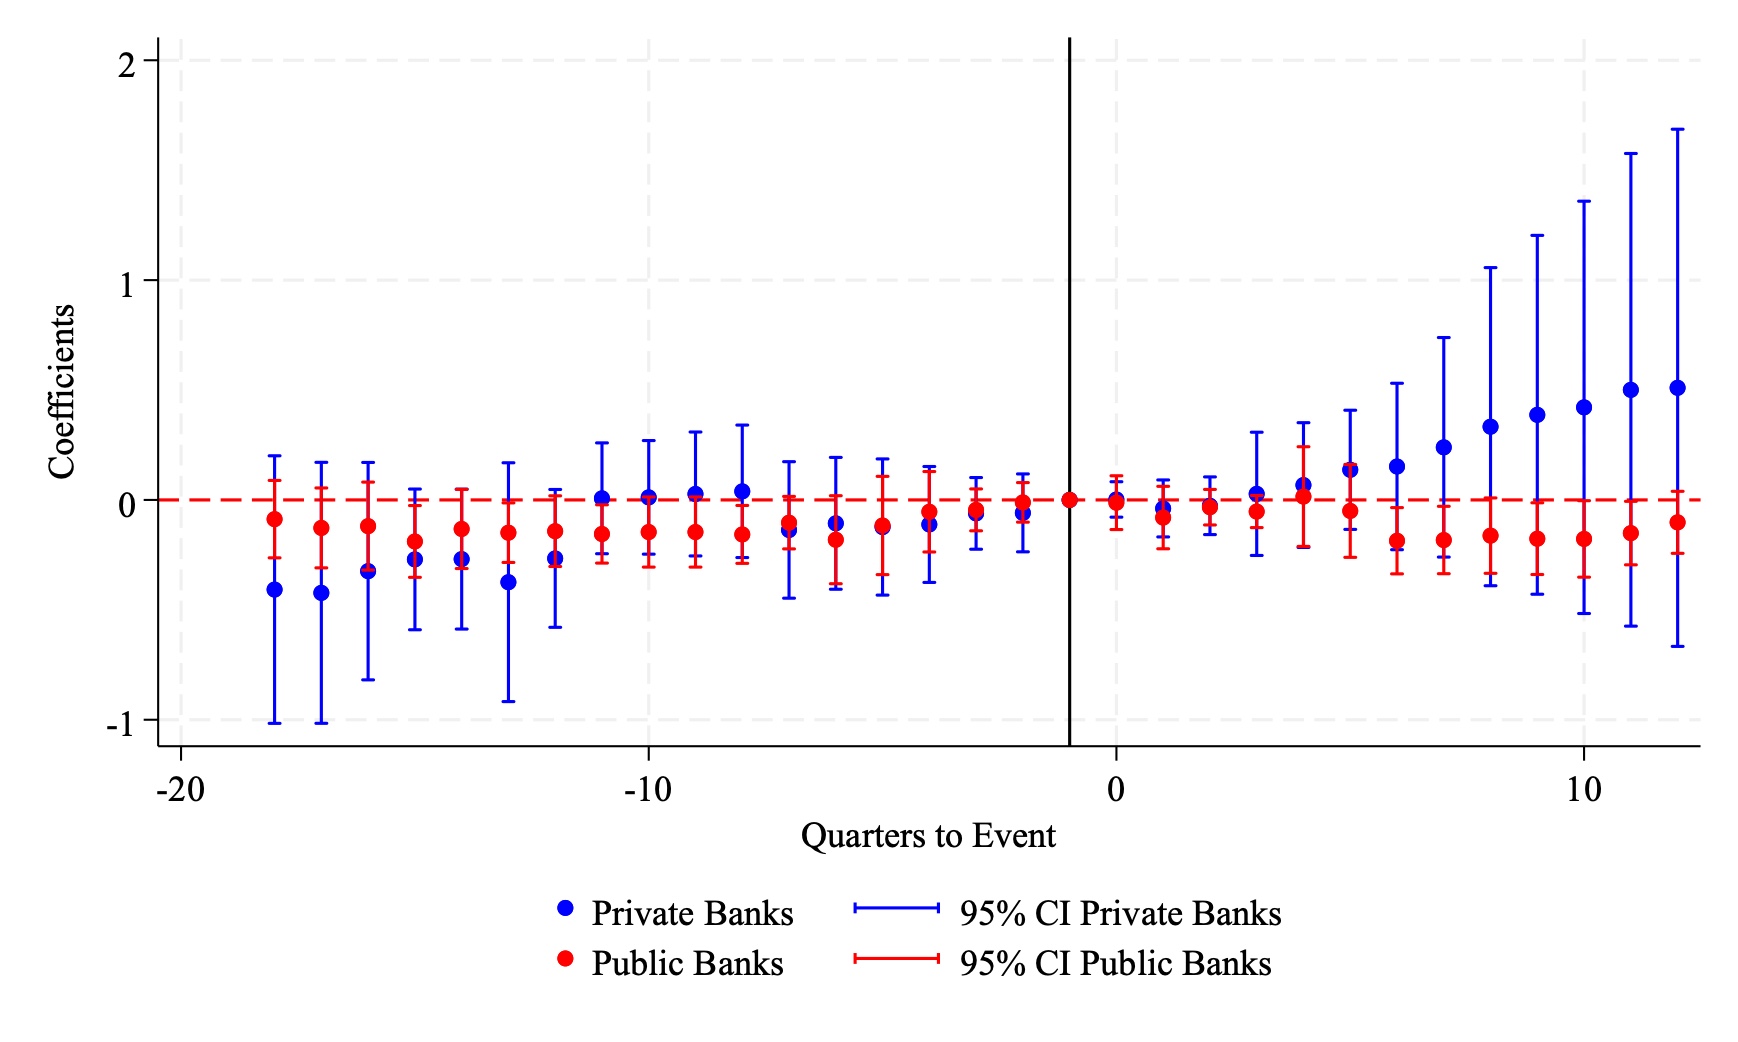 2
1
0
-1
Coefficients
-20
-10
0
10
Quarters to Event
Private Banks
95% CI Private Banks
Public Banks
95% CI Public Banks